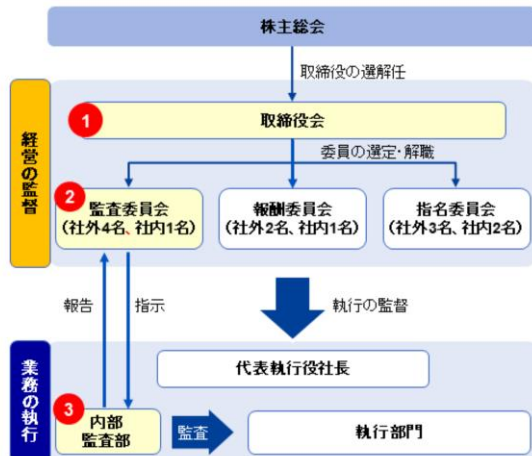 株主総会
取締役の選解任
1
取締役会
委員の選定・解職
経営の監督
2
監査委員会
(社外4名、社内1名)
報酬委員会
(社外2名、社内1名)
指名委員会
(社外3名、社内2名)
報告
指示
執行の監督
業務の執行
代表執行役社長
3
内部
監査部
監査
執行部門